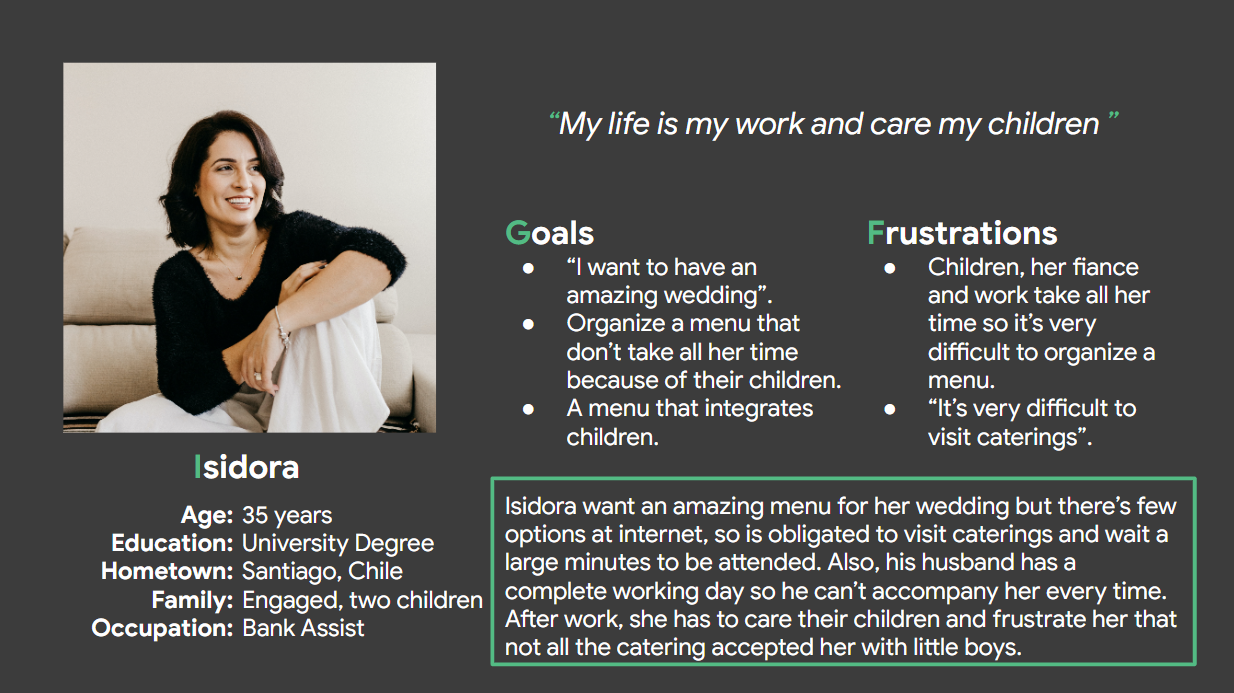 “My life is my work and care my children ”
Goals
● “I want to have an
amazing wedding”.
● Organize a menu that
don’t take all her time
because of their children.
● A menu that integrates
children.
Frustrations
● Children, her fiance
and work take all her
time so it’s very
difficult to organize a
menu.
● “It’s very difficult to
visit caterings”.
Isidora
Age: 35 years
Education: University Degree
Hometown: Santiago, Chile
Family: Engaged, two children
Occupation: Bank Assist
Isidora want an amazing menu for her wedding but there’s few
options at internet, so is obligated to visit caterings and wait a
large minutes to be attended. Also, his husband has a
complete working day so he can’t accompany her every time.
After work, she has to care their children and frustrate her that
not all the catering accepted her with little boys.